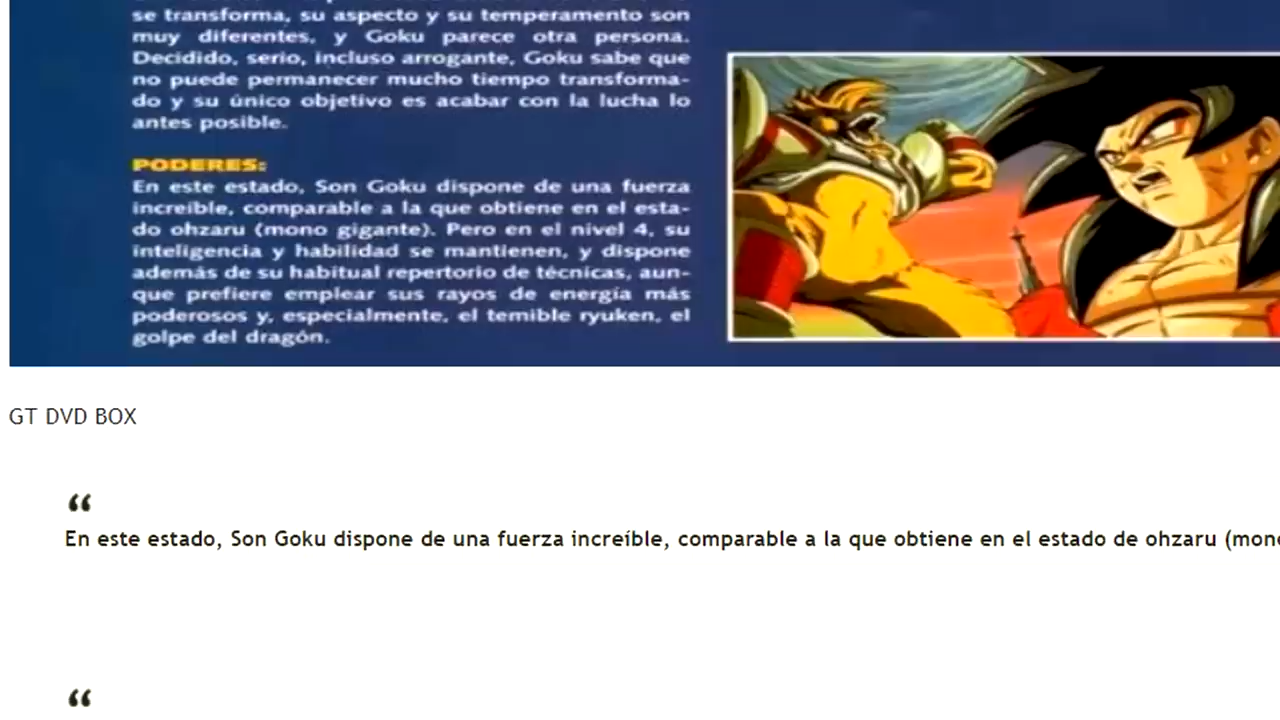 se transforma, su aspecto y su temperamento son
muy diferentes, y Goku parece otra persona.
Decidido, serio, incluso arrogante, Goku sabe que
no puede permanecer mucho tiempo transforma-
do y su único objetivo es acabar con la lucha lo
antes posible.
PODERES:
En este estado, Son Goku dispone de una fuerza
increíble, comparable a la que obtiene en el esta-
do ohzaru (mono gigante). Pero en el nivel 4, su
inteligencia y habilidad se mantienen, y dispone
además de su habitual repertorio de técnicas, aun-
que prefiere emplear sus rayos de energía más
poderosos y, especialmente, el temible ryuken, el
golpe del dragón.
GT DVD BOX
“
En este estado, Son Goku dispone de una fuerza increíble, comparable a la que obtiene en el estado de ohzaru (mono
“